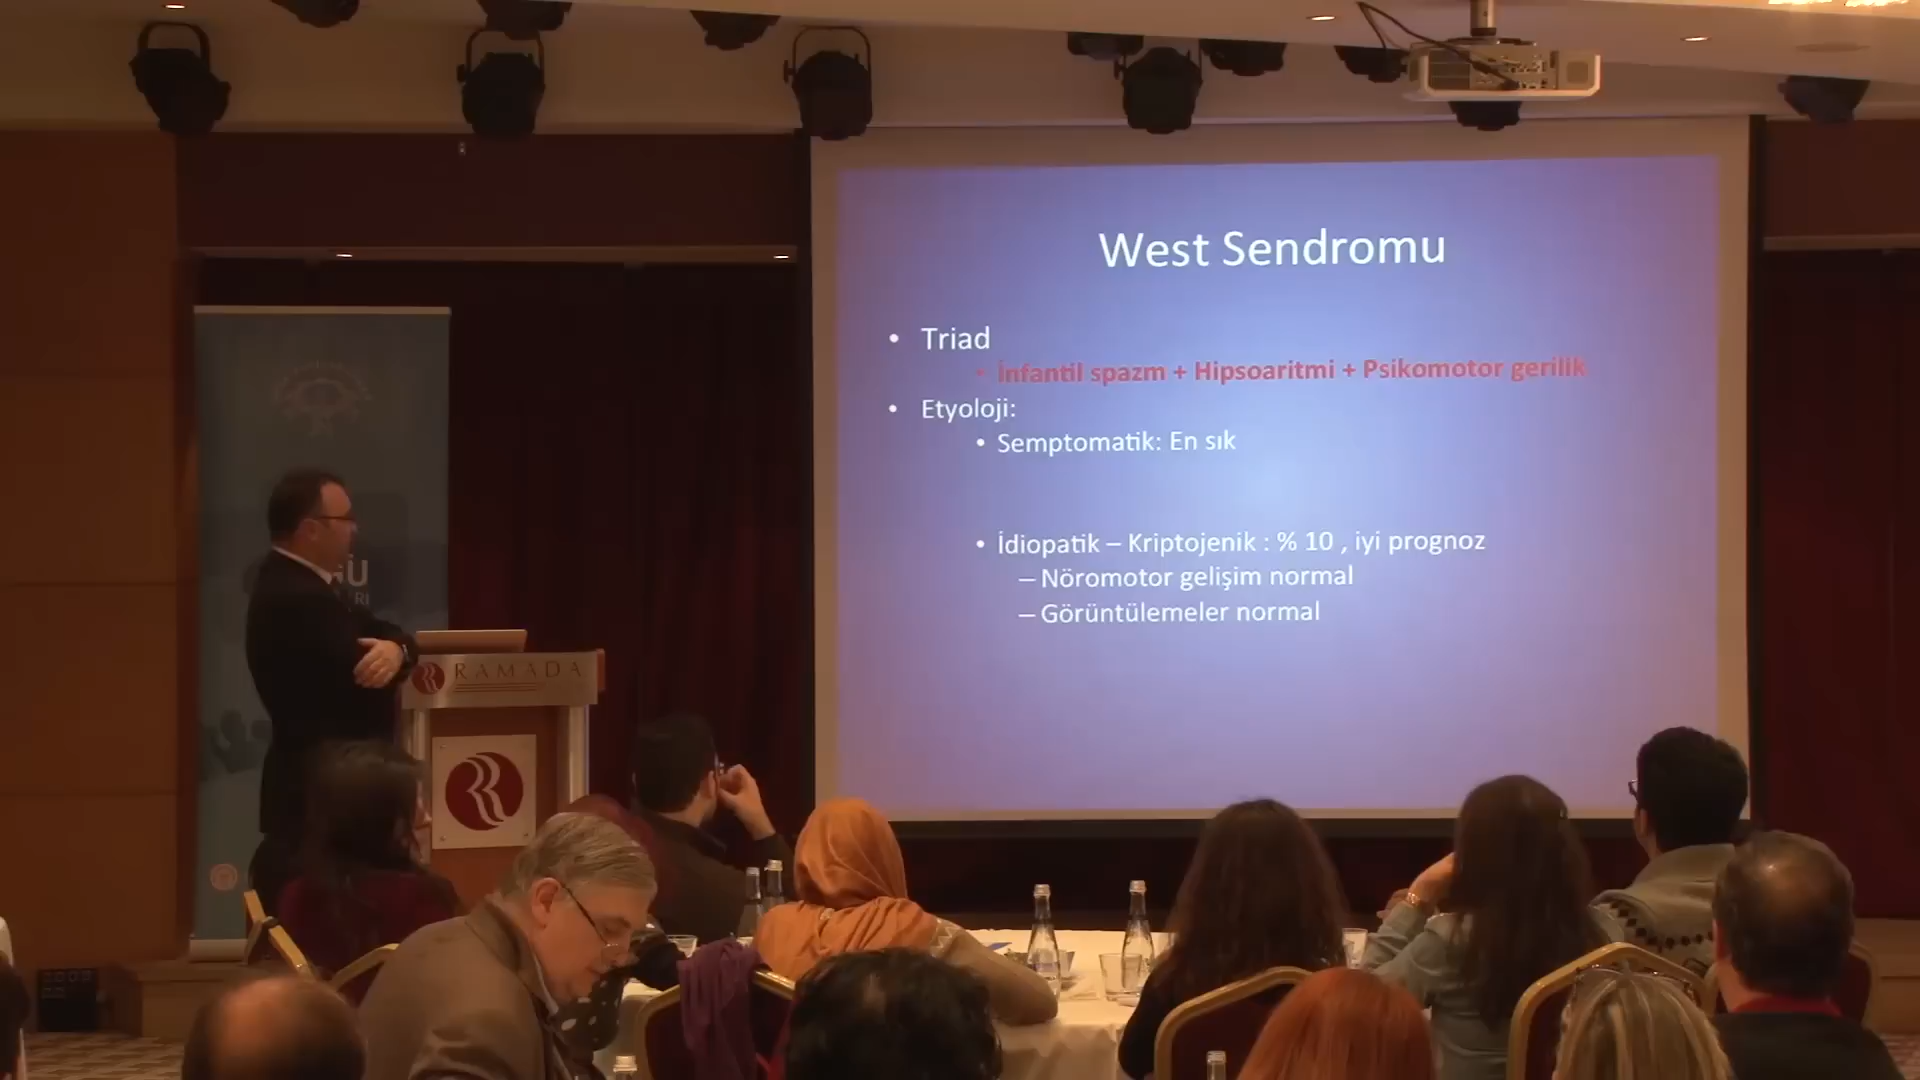 West Sendromu
• Triad
• İnfantil spazm + Hipsoaritmi + Psikomotor gerilik
• Etyoloji:
• Semptomatik: En sık
• İdiopatik – Kriptojenik : % 10 , iyi prognoz
– Nöromotor gelişim normal
– Görüntülemeler normal
RAMADA